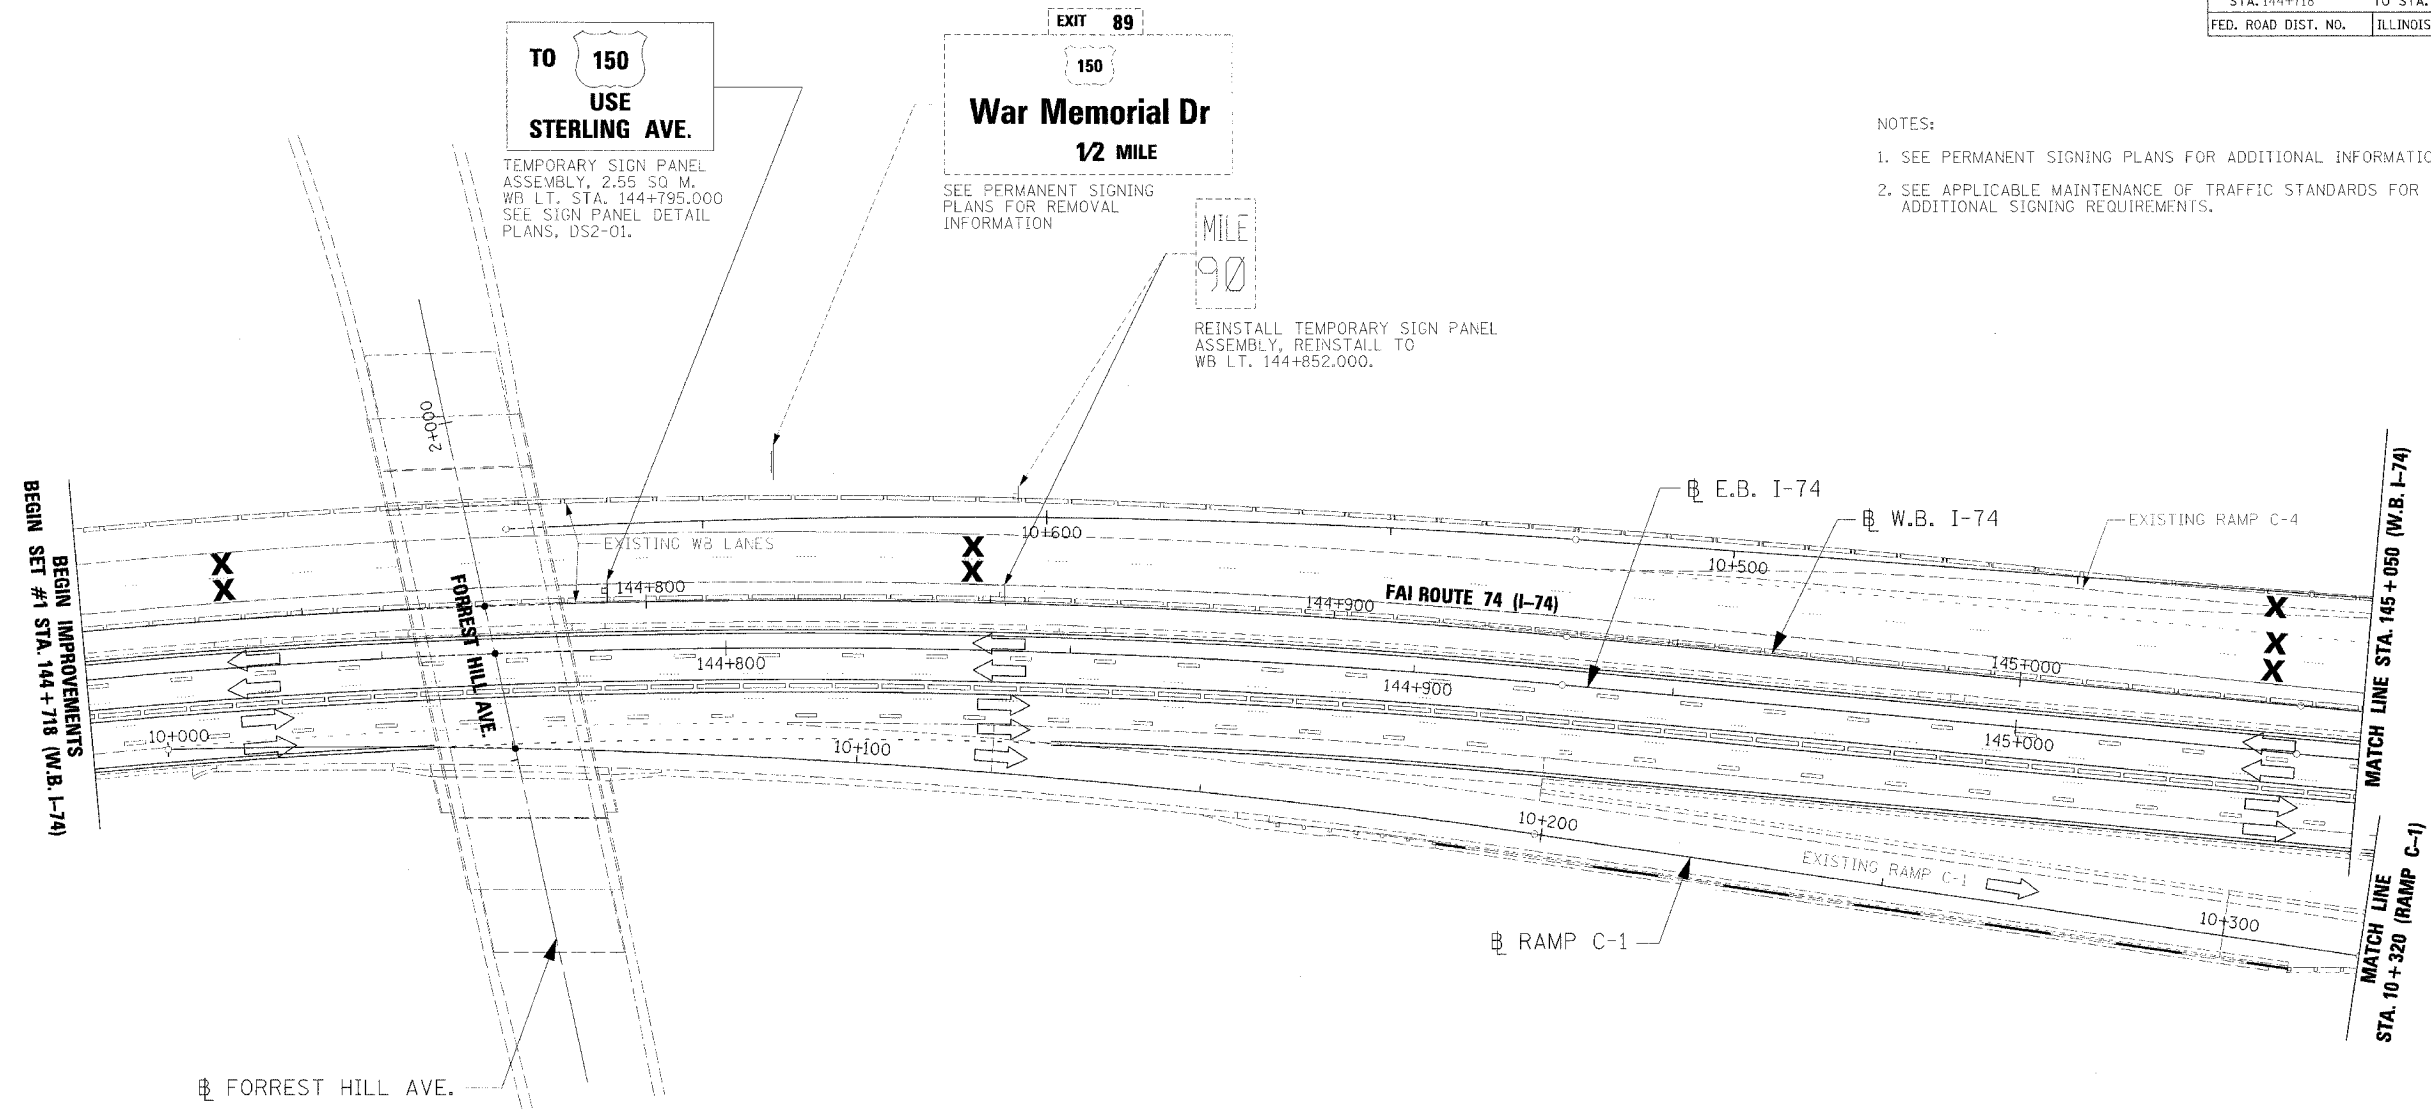 STA. 144+718 TO STA.
FED. ROAD DIST. NO. ILLINOIS
TO 150
USE
STERLING AVE.
TEMPORARY SIGN PANEL
ASSEMBLY, 2.55 SQ M.
WB LT. STA. 144+795.000
SEE SIGN PANEL DETAIL
PLANS, DS2-01.
EXIT 89
150
War Memorial Dr
1/2 MILE
SEE PERMANENT SIGNING
PLANS FOR REMOVAL
INFORMATION
MILE
90
REINSTALL TEMPORARY SIGN PANEL
ASSEMBLY, REINSTALL TO
WB LT. 144+852.000.
NOTES:
1. SEE PERMANENT SIGNING PLANS FOR ADDITIONAL INFORMATIO
2. SEE APPLICABLE MAINTENANCE OF TRAFFIC STANDARDS FOR
ADDITIONAL SIGNING REQUIREMENTS.
2+000
BEGIN IMPROVEMENTS
BEGIN SET #1 STA. 144+718 (W.B. I-74)
X
X
FORREST HILL AVE.
EXISTING WB LANES
X
X
10+600
10+500
℄ E.B. I-74
℄ W.B. I-74
EXISTING RAMP C-4
144+800
144+900
FAI ROUTE 74 (I-74)
145+000
X
X
X
144+800
144+900
145+000
10+000
10+100
10+200
EXISTING RAMP C-1
10+300
℄ RAMP C-1
℄ FORREST HILL AVE.
MATCH LINE STA. 145+050 (W.B. I-74)
MATCH LINE
STA. 10+320 (RAMP C-1)